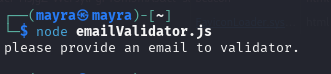 ┌──(mayra㉿mayra)-[~]
└─$ node emailValidator.js
please provide an email to validator.